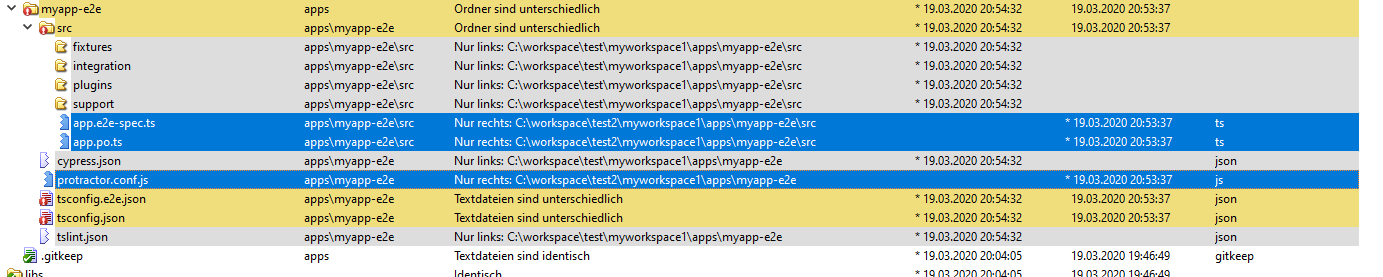 myapp-e2e apps Ordner sind unterschiedlich * 19.03.2020 20:54:32 19.03.2020 20:53:37
src apps\myapp-e2e Ordner sind unterschiedlich * 19.03.2020 20:54:32 19.03.2020 20:53:37
fixtures apps\myapp-e2e\src Nur links: C:\workspace\test\myworkspace1\apps\myapp-e2e\src * 19.03.2020 20:54:32
integration apps\myapp-e2e\src Nur links: C:\workspace\test\myworkspace1\apps\myapp-e2e\src * 19.03.2020 20:54:32
plugins apps\myapp-e2e\src Nur links: C:\workspace\test\myworkspace1\apps\myapp-e2e\src * 19.03.2020 20:54:32
support apps\myapp-e2e\src Nur links: C:\workspace\test\myworkspace1\apps\myapp-e2e\src * 19.03.2020 20:54:32
app.e2e-spec.ts apps\myapp-e2e\src Nur rechts: C:\workspace\test2\myworkspace1\apps\myapp-e2e\src * 19.03.2020 20:53:37 ts
app.po.ts apps\myapp-e2e\src Nur rechts: C:\workspace\test2\myworkspace1\apps\myapp-e2e\src * 19.03.2020 20:53:37 ts
cypress.json apps\myapp-e2e Nur links: C:\workspace\test\myworkspace1\apps\myapp-e2e * 19.03.2020 20:54:32 json
protractor.conf.js apps\myapp-e2e Nur rechts: C:\workspace\test2\myworkspace1\apps\myapp-e2e * 19.03.2020 20:53:37 js
tsconfig.e2e.json apps\myapp-e2e Textdateien sind unterschiedlich * 19.03.2020 20:54:32 19.03.2020 20:53:37 json
tsconfig.json apps\myapp-e2e Textdateien sind unterschiedlich * 19.03.2020 20:54:32 19.03.2020 20:53:37 json
tslint.json apps\myapp-e2e Nur links: C:\workspace\test\myworkspace1\apps\myapp-e2e * 19.03.2020 20:54:32 json
.gitkeep apps Textdateien sind identisch * 19.03.2020 20:04:05 19.03.2020 19:46:49 gitkeep
libs Identisch * 19.03.2020 20:04:05 19.03.2020 19:46:49